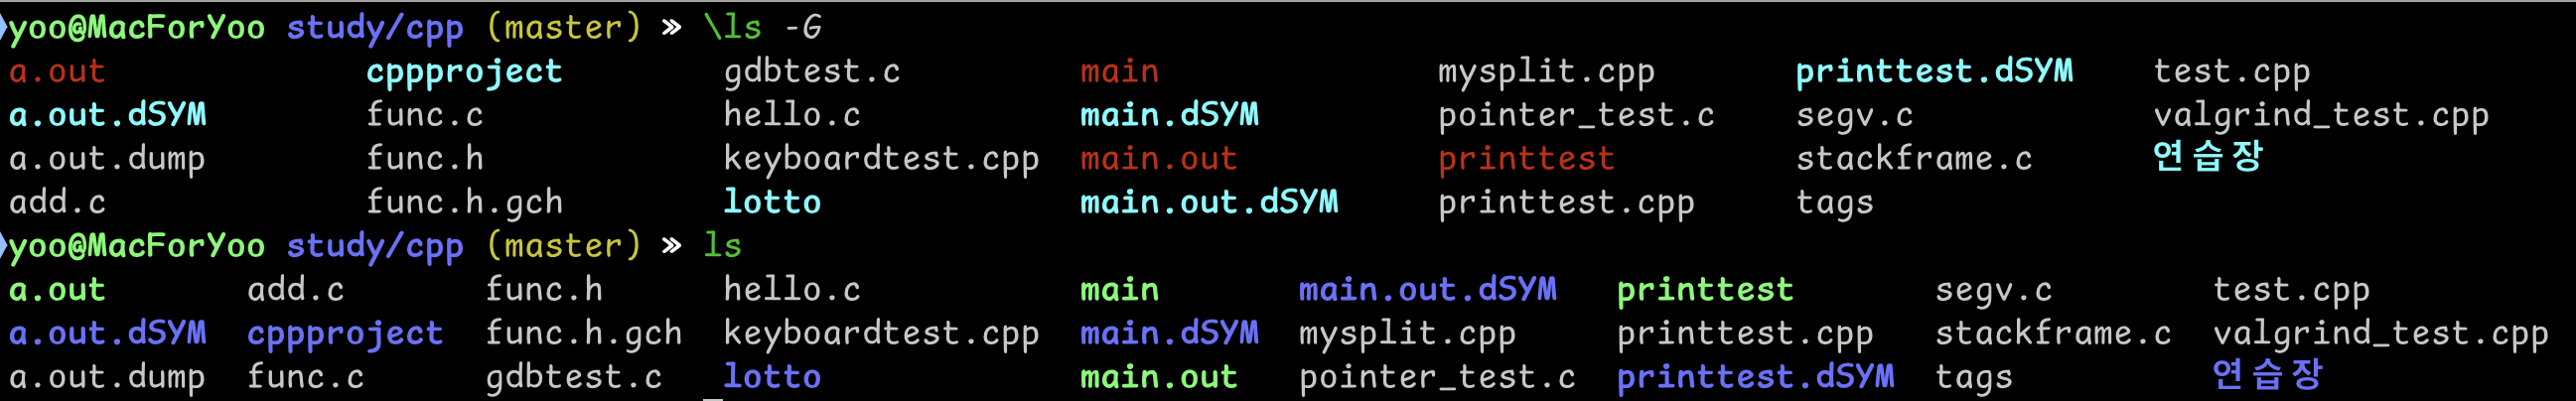 yoo@MacForYoo study/cpp (master) » \ls -G
a.out cppproject gdbtest.c main mysplit.cpp printtest.dSYM test.cpp
a.out.dSYM func.c hello.c main.dSYM pointer_test.c segv.c valgrind_test.cpp
a.out.dump func.h keyboardtest.cpp main.out printtest stackframe.c 연습장
add.c func.h.gch lotto main.out.dSYM printtest.cpp tags
yoo@MacForYoo study/cpp (master) » ls
a.out add.c func.h hello.c main main.out.dSYM printtest segv.c test.cpp
a.out.dSYM cppproject func.h.gch keyboardtest.cpp main.dSYM mysplit.cpp printtest.cpp stackframe.c valgrind_test.cpp
a.out.dump func.c gdbtest.c lotto main.out pointer_test.c printtest.dSYM tags 연습장